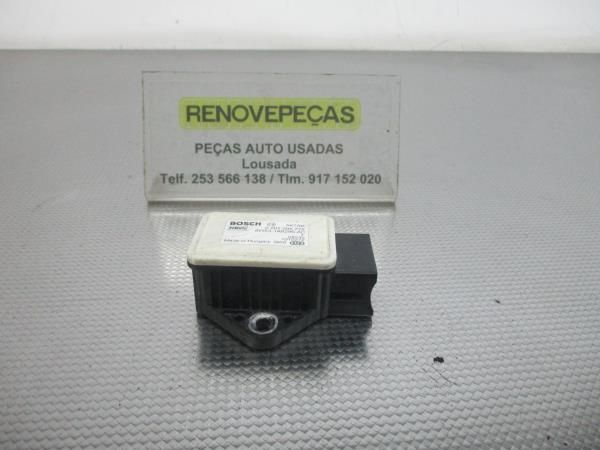 RENOVEPEÇAS
PEÇAS AUTO USADAS
Lousada
Telf. 253 566 138 / Tlm. 917 152 020
BOSCH
Made in Hungary